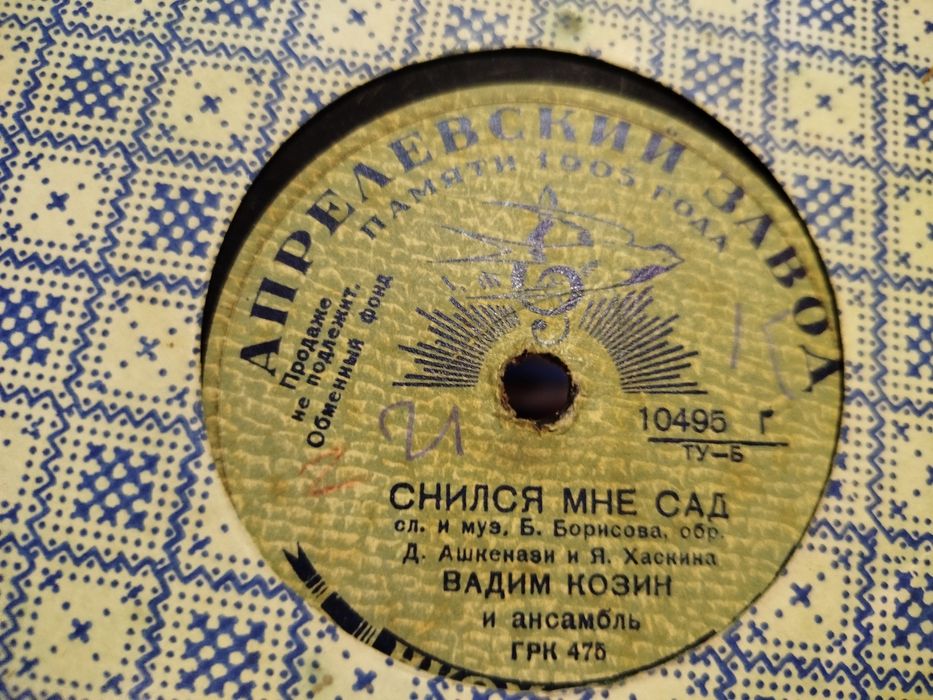 АПРЕЛЕВСКИЙ ЗАВОД
ПАМЯТИ 1905 ГОДА
Продаже
не подлежит.
Обменный фонд
10495 Г
ТУ—Б
СНИЛСЯ МНЕ САД
сл. и муз. Б. Борисова, обр.
Д. Ашкенази и Я. Хаскина
ВАДИМ КОЗИН
и ансамбль
ГРК 475